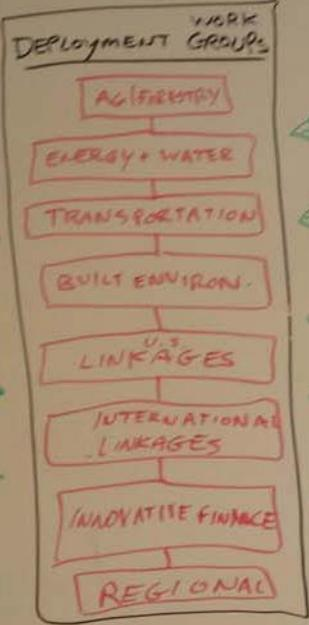 WORK
DEPLOYMENT GROUPS
AG/FORESTRY
ENERGY + WATER
TRANSPORTATION
BUILT ENVIRON.
U.S.
LINKAGES
INTERNATIONAL
LINKAGES
INNOVATIVE FINANCE
REGIONAL